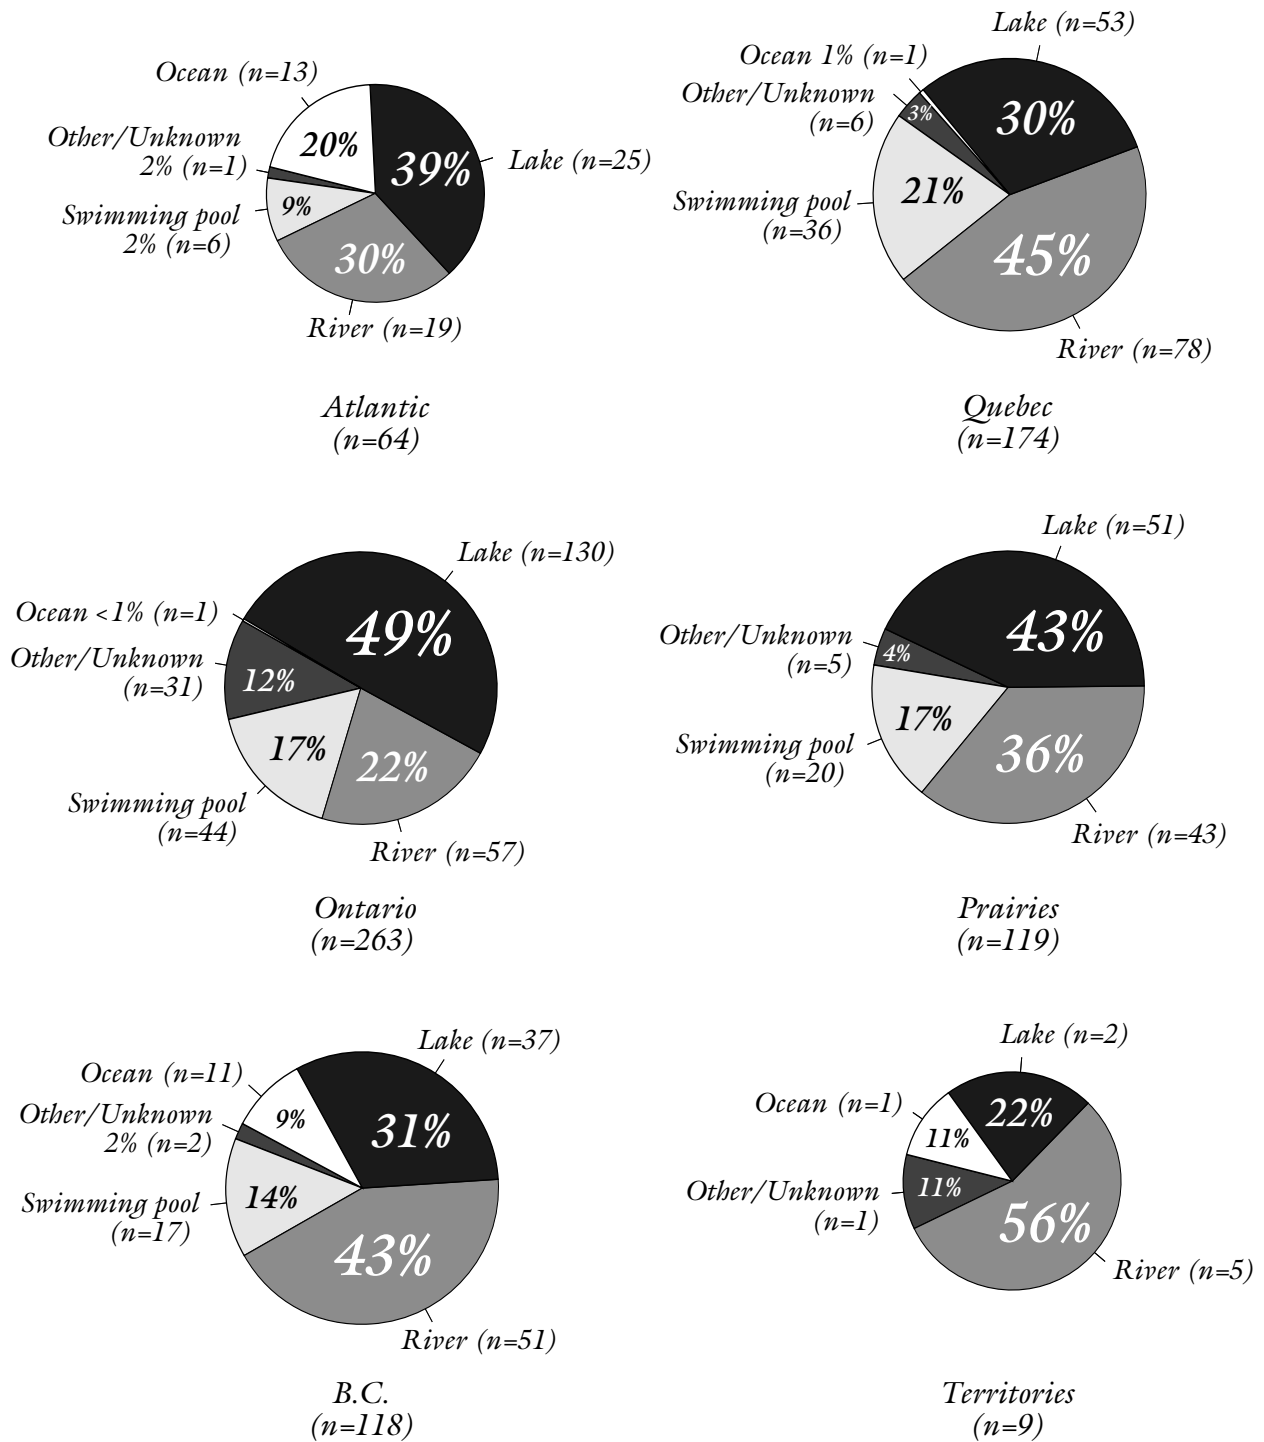 Ocean (n=13)
Other/Unknown
2% (n=1)
Swimming pool
2% (n=6)
20%
39%
9%
30%
Lake (n=25)
River (n=19)
Atlantic
(n=64)
Lake (n=53)
Ocean 1% (n=1)
Other/Unknown
(n=6)
3%
30%
Swimming pool
(n=36)
21%
45%
River (n=78)
Quebec
(n=174)
Lake (n=130)
Ocean <1% (n=1)
Other/Unknown
(n=31)
49%
12%
17%
22%
Swimming pool
(n=44)
River (n=57)
Ontario
(n=263)
Lake (n=51)
Other/Unknown
(n=5)
43%
4%
17%
36%
Swimming pool
(n=20)
River (n=43)
Prairies
(n=119)
Lake (n=37)
Ocean (n=11)
Other/Unknown
2% (n=2)
9%
31%
Swimming pool
(n=17)
14%
43%
River (n=51)
B.C.
(n=118)
Lake (n=2)
Ocean (n=1)
22%
11%
Other/Unknown
(n=1)
11%
56%
River (n=5)
Territories
(n=9)